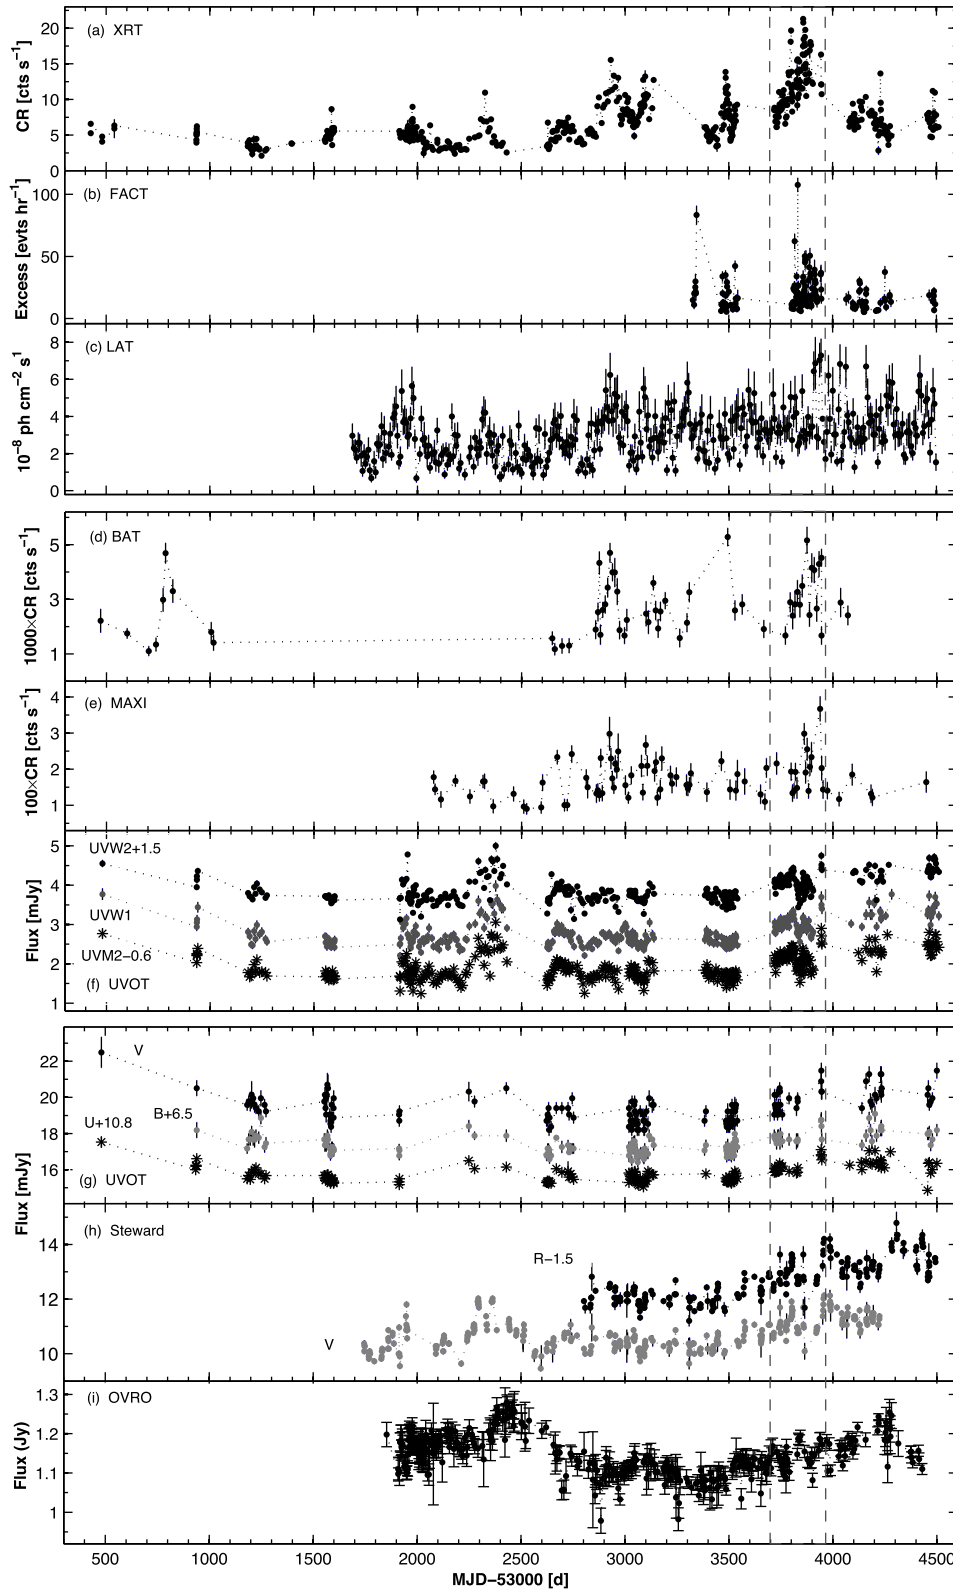 (a) XRT
CR [cts s⁻¹]
20
15
10
5
0
(b) FACT
Excess [evts hr⁻¹]
100
50
0
(c) LAT
10⁻⁸ ph cm⁻² s¹
8
6
4
2
0
(d) BAT
1000×CR [cts s⁻¹]
5
3
1
(e) MAXI
100×CR [cts s⁻¹]
4
3
2
1
UVW2+1.5
UVW1
UVM2−0.6
(f) UVOT
Flux [mJy]
5
4
3
2
1
V
B+6.5
U+10.8
(g) UVOT
Flux [mJy]
22
20
18
16
(h) Steward
R−1.5
V
14
12
10
(i) OVRO
Flux (Jy)
1.3
1.2
1.1
1
500 1000 1500 2000 2500 3000 3500 4000 4500
MJD−53000 [d]